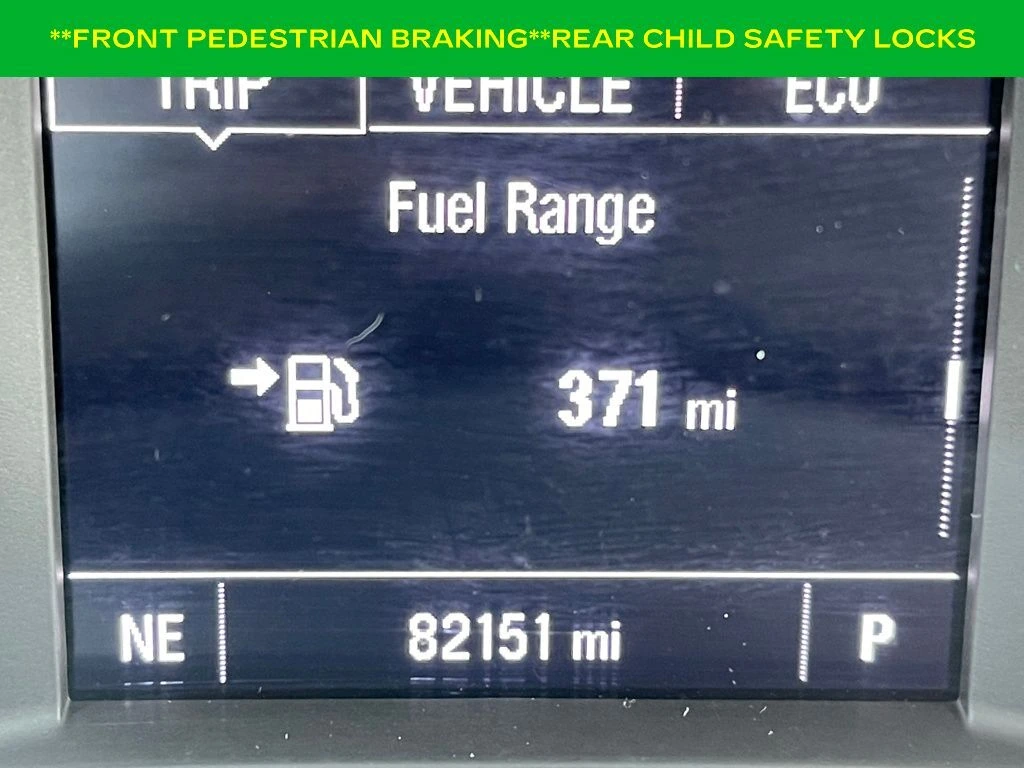 **FRONT PEDESTRIAN BRAKING**REAR CHILD SAFETY LOCKS
TRIP VEHICLE ECO
Fuel Range
371 mi
NE 82151 mi P